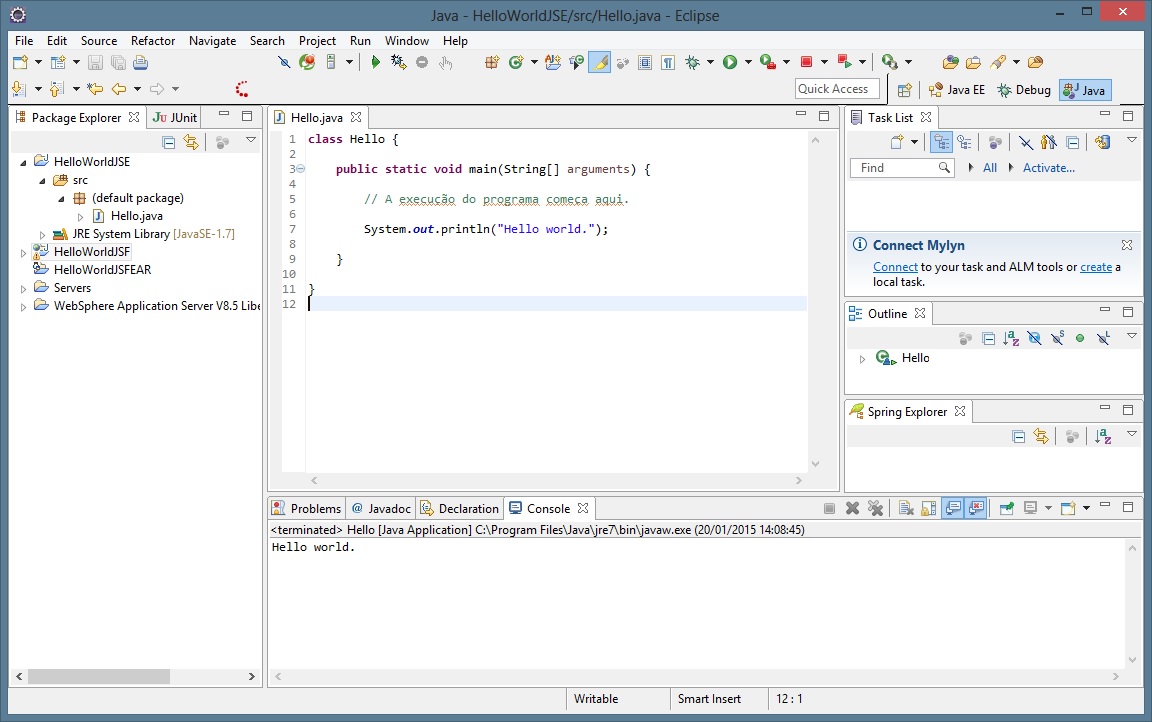 Java - HelloWorldJSE/src/Hello.java - Eclipse
File Edit Source Refactor Navigate Search Project Run Window Help
Quick Access Java EE Debug Java
Package Explorer JUnit
HelloWorldJSE
src
(default package)
Hello.java
JRE System Library [JavaSE-1.7]
HelloWorldJSF
HelloWorldJSFEAR
Servers
WebSphere Application Server V8.5 Libe
Hello.java
1 class Hello {
2
3 public static void main(String[] arguments) {
4
5 // A execução do programa começa aqui.
6
7 System.out.println("Hello world.");
8
9 }
10
11 }
12
Task List
Find All Activate...
Connect Mylyn
Connect to your task and ALM tools or create a
local task.
Outline
Hello
Spring Explorer
Problems Javadoc Declaration Console
<terminated> Hello [Java Application] C:\Program Files\Java\jre7\bin\javaw.exe (20/01/2015 14:08:45)
Hello world.
Writable Smart Insert 12 : 1